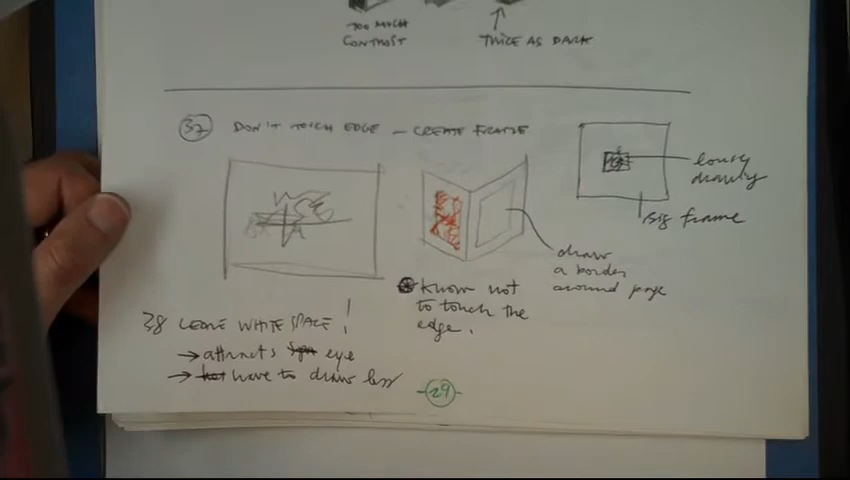 TOO MUCH
CONTRAST
TWICE AS DARK
37 DON'T TOUCH EDGE - CREATE FRAME
lousy
drawing
Big frame
draw
a border
around page
Know not
to touch the
edge.
38 LEAVE WHITE SPACE!
→ attracts eye
→ have to draw less
- 29 -